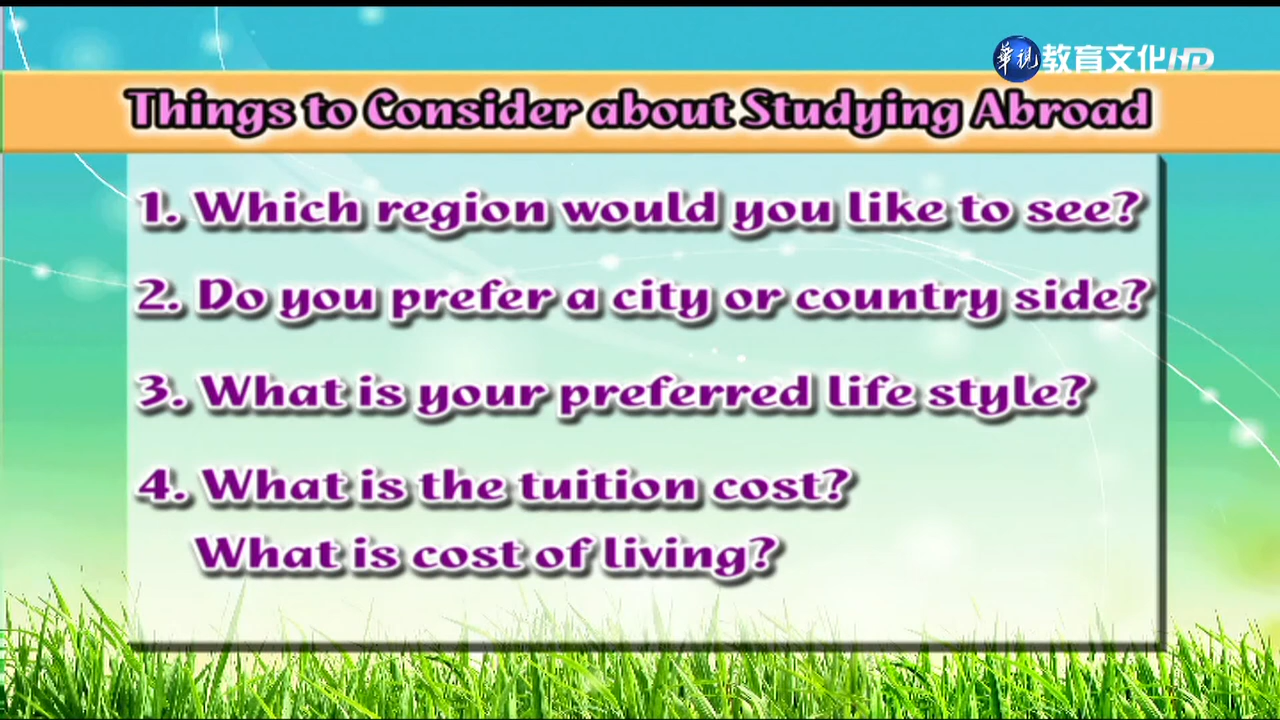 華視 教育文化HD
Things to Consider about Studying Abroad
1. Which region would you like to see?
2. Do you prefer a city or country side?
3. What is your preferred life style?
4. What is the tuition cost?
What is cost of living?